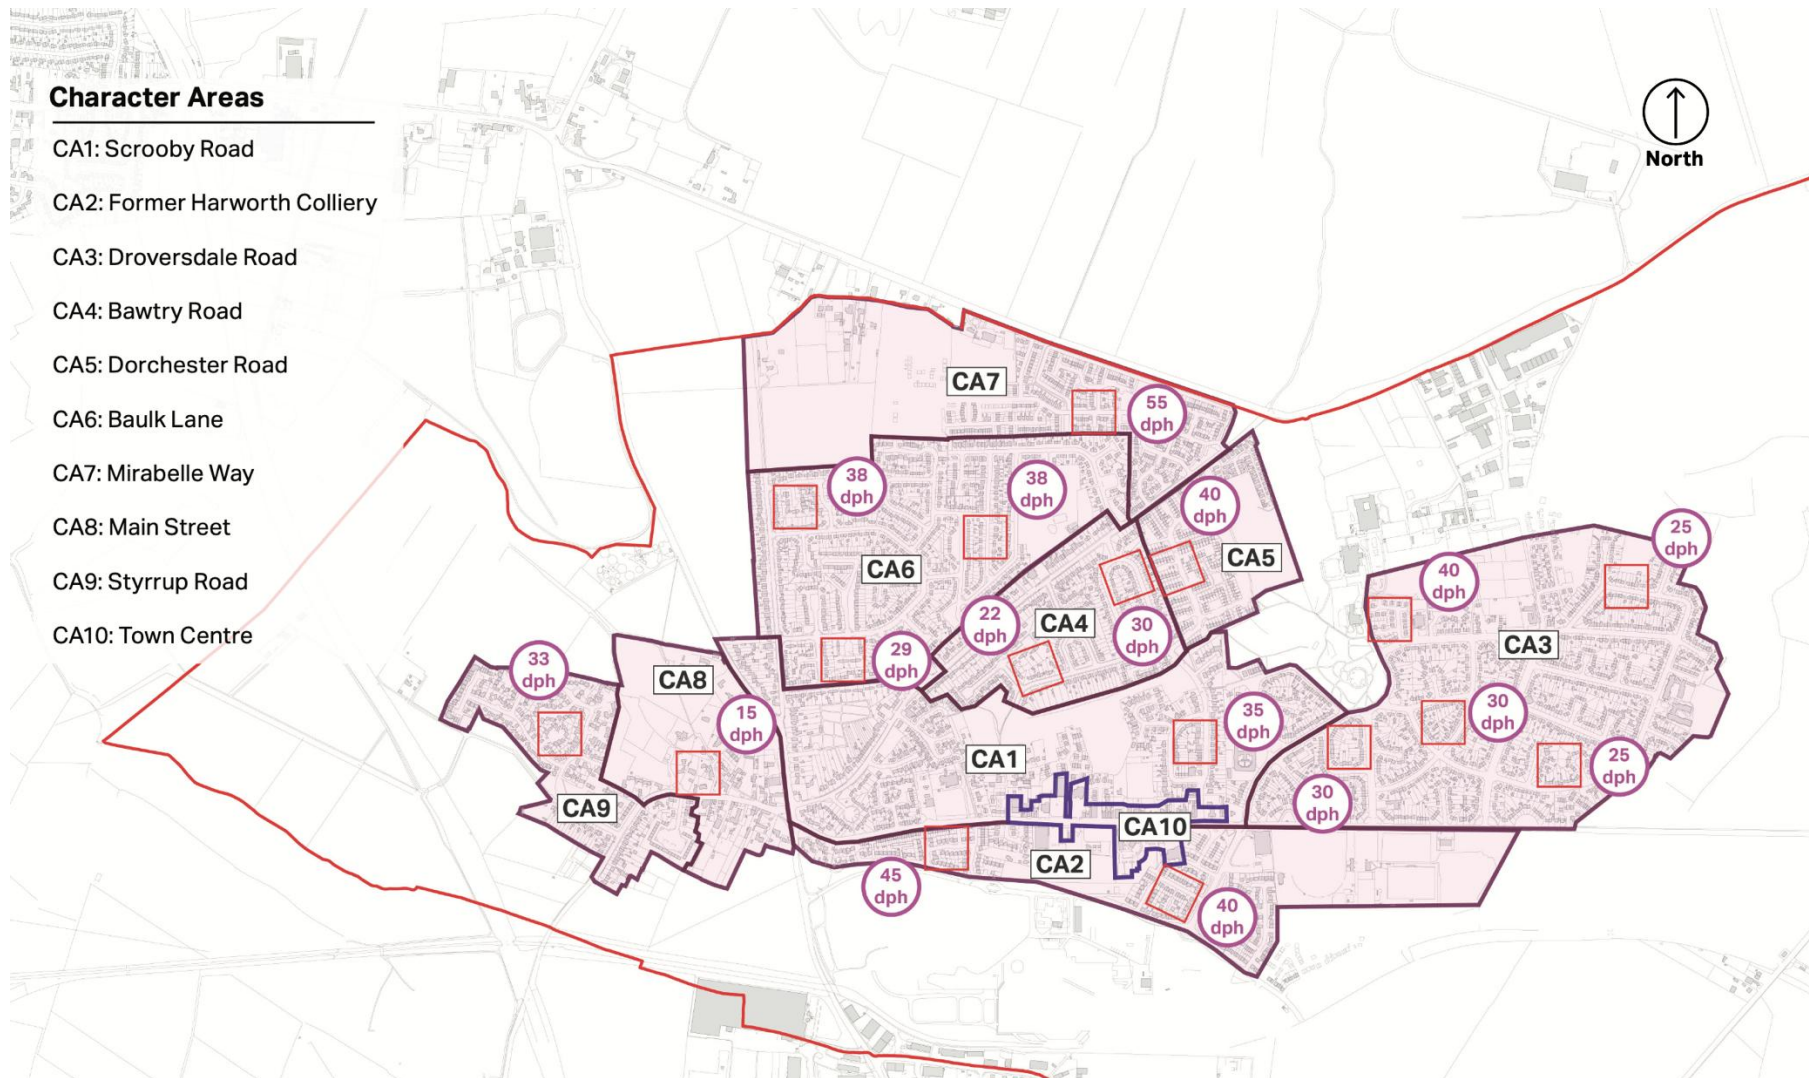 Character Areas
CA1: Scrooby Road
CA2: Former Harworth Colliery
CA3: Droversdale Road
CA4: Bawtry Road
CA5: Dorchester Road
CA6: Baulk Lane
CA7: Mirabelle Way
CA8: Main Street
CA9: Styrrup Road
CA10: Town Centre
North
CA7
55
dph
38
dph
38
dph
40
dph
CA6
CA5
22
dph
CA4
30
dph
29
dph
25
dph
40
dph
CA3
33
dph
CA8
15
dph
35
dph
30
dph
CA1
25
dph
CA9
30
dph
CA10
CA2
45
dph
40
dph